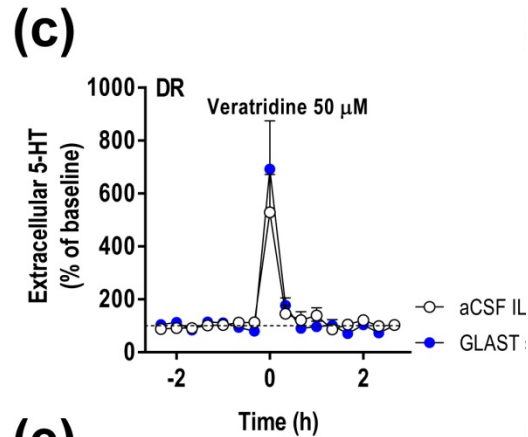 (c)
1000
DR
Veratridine 50 μM
800
600
400
200
0
Extracellular 5-HT
(% of baseline)
aCSF IL
GLAST
-2
0
2
Time (h)